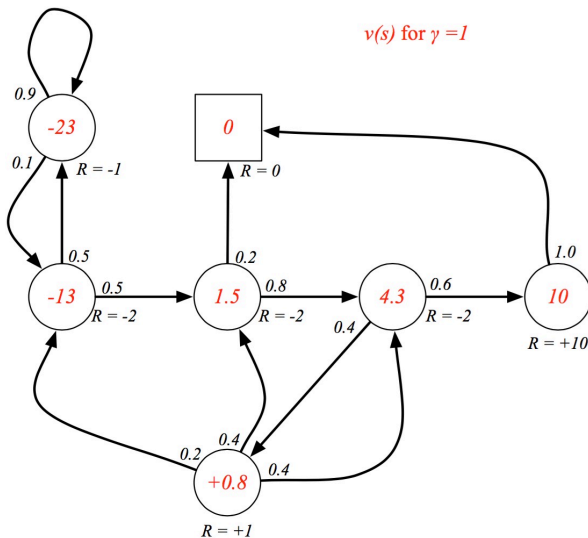 v(s) for γ =1
0.9
-23
0
0.1
R = -1
R = 0
0.5
0.2
1.0
-13
0.5
1.5
0.8
4.3
0.6
10
R = -2
R = -2
0.4
R = -2
R = +10
0.2
0.4
0.4
+0.8
R = +1